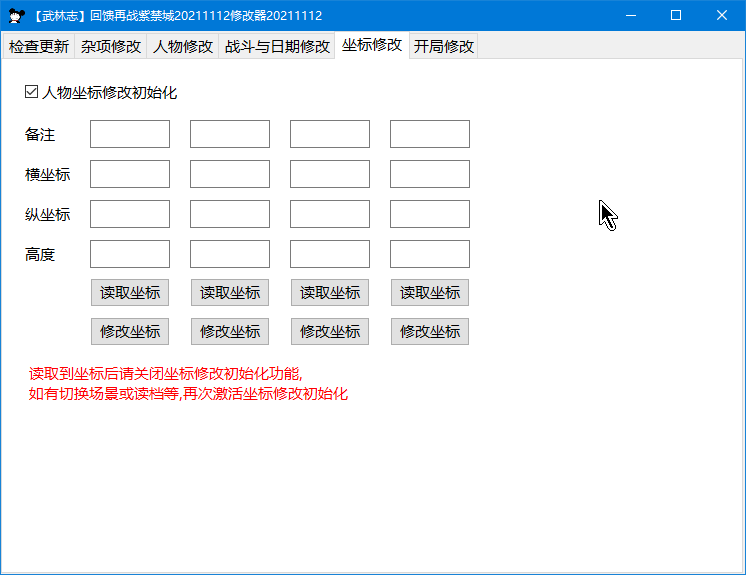 【武林志】回馈再战紫禁城20211112修改器20211112
检查更新 杂项修改 人物修改 战斗与日期修改 坐标修改 开局修改
人物坐标修改初始化
备注
横坐标
纵坐标
高度
读取坐标 读取坐标 读取坐标 读取坐标
修改坐标 修改坐标 修改坐标 修改坐标
读取到坐标后请关闭坐标修改初始化功能,
如有切换场景或读档等,再次激活坐标修改初始化